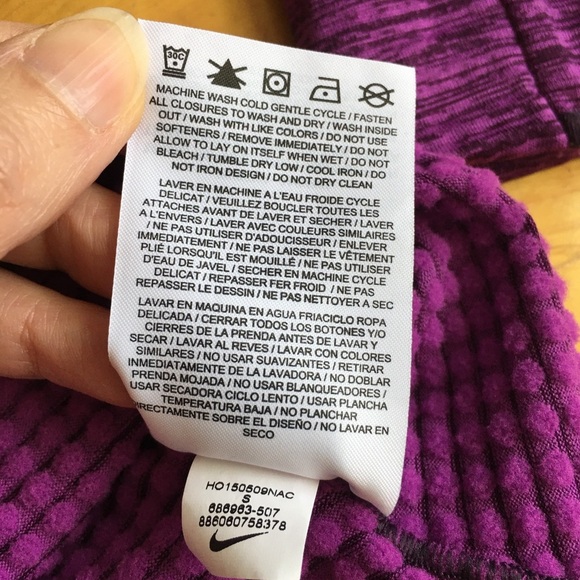 30C
MACHINE WASH COLD GENTLE CYCLE / FASTEN
ALL CLOSURES TO WASH AND DRY / WASH INSIDE
OUT / WASH WITH LIKE COLORS / DO NOT USE
SOFTENERS / REMOVE IMMEDIATELY / DO NOT
ALLOW TO LAY ON ITSELF WHEN WET / DO NOT
BLEACH / TUMBLE DRY LOW / COOL IRON / DO
NOT IRON DESIGN / DO NOT DRY CLEAN
LAVER EN MACHINE A L'EAU FROIDE CYCLE
DELICAT / VEUILLEZ BOUCLER TOUTES LES
ATTACHES AVANT DE LAVER ET SECHER / LAVER
A L'ENVERS / LAVER AVEC COULEURS SIMILAIRES
/ NE PAS UTILISER D'ADOUCISSEUR / ENLEVER
IMMEDIATEMENT / NE PAS LAISSER LE VÊTEMENT
PLIÉ LORSQU'IL EST MOUILLÉ / NE PAS UTILISER
D'EAU DE JAVEL / SECHER EN MACHINE CYCLE
DELICAT / REPASSER FER FROID / NE PAS
REPASSER LE DESSIN / NE PAS NETTOYER A SEC
LAVAR EN MAQUINA EN AGUA FRIACICLO ROPA
DELICADA / CERRAR TODOS LOS BOTONES Y/O
CIERRES DE LA PRENDA ANTES DE LAVAR Y
SECAR / LAVAR AL REVES / LAVAR CON COLORES
SIMILARES / NO USAR SUAVIZANTES / RETIRAR
INMEDIATAMENTE DE LA LAVADORA / NO DOBLAR
PRENDA MOJADA / NO USAR BLANQUEADORES /
USAR SECADORA CICLO LENTO / USAR PLANCHA
TEMPERATURA BAJA / NO PLANCHAR
DIRECTAMENTE SOBRE EL DISEÑO / NO LAVAR EN
SECO
HO150609NAC
S
686963-507
886060758378